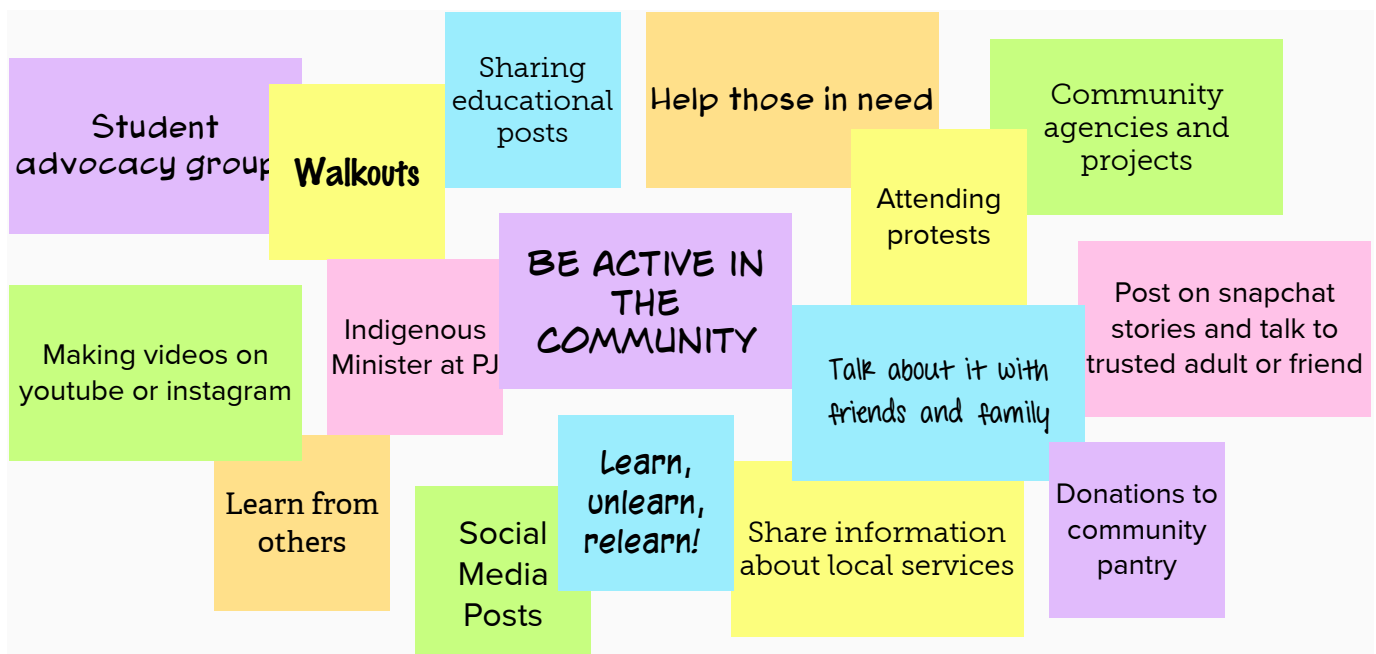 Student
advocacy group
Walkouts
Sharing
educational
posts
Help those in need
Community
agencies and
projects
Attending
protests
BE ACTIVE IN
THE
COMMUNITY
Indigenous
Minister at PJ
Making videos on
youtube or instagram
Post on snapchat
stories and talk to
trusted adult or friend
Talk about it with
friends and family
Learn from
others
Social
Media
Posts
Learn,
unlearn,
relearn!
Share information
about local services
Donations to
community
pantry